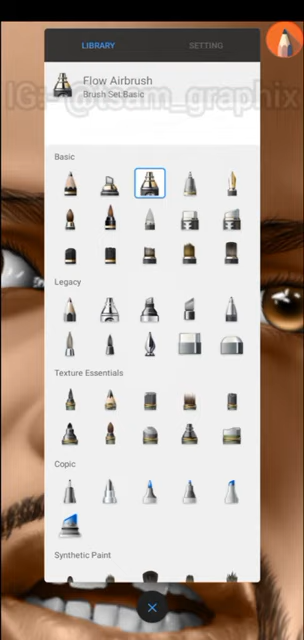 LIBRARY
SETTING
Flow Airbrush
Brush Set:Basic
IG:- @tsam_graphix
Basic
Legacy
Texture Essentials
Copic
Synthetic Paint